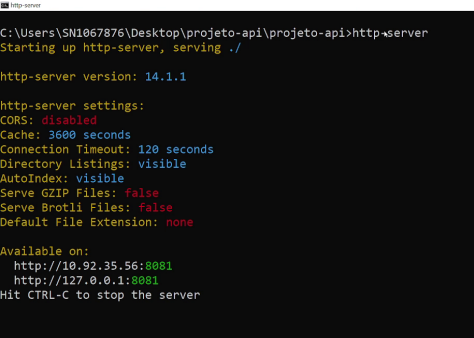 http-server
C:\Users\SN1067876\Desktop\projeto-api\projeto-api>http-server
Starting up http-server, serving ./
http-server version: 14.1.1
http-server settings:
CORS: disabled
Cache: 3600 seconds
Connection Timeout: 120 seconds
Directory Listings: visible
AutoIndex: visible
Serve GZIP Files: false
Serve Brotli Files: false
Default File Extension: none
Available on:
http://10.92.35.56:8081
http://127.0.0.1:8081
Hit CTRL-C to stop the server